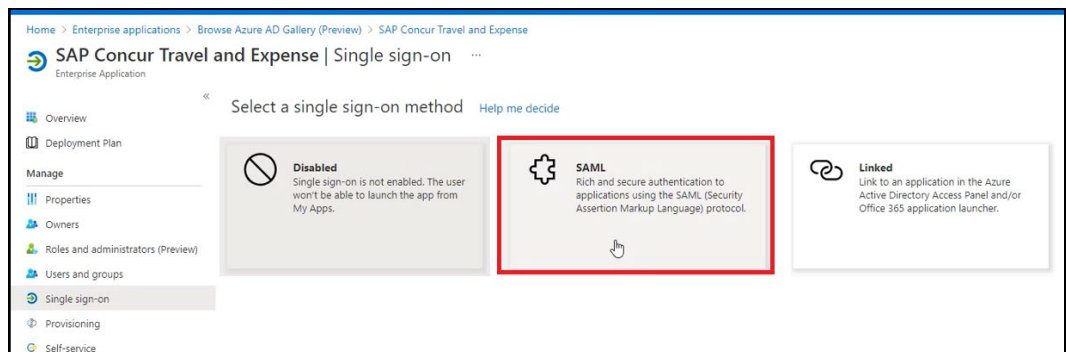 Home > Enterprise applications > Browse Azure AD Gallery (Preview) > SAP Concur Travel and Expense
SAP Concur Travel and Expense | Single sign-on ...
Enterprise Application
«
Overview
Deployment Plan
Manage
Properties
Owners
Roles and administrators (Preview)
Users and groups
Single sign-on
Provisioning
Self-service
Select a single sign-on method Help me decide
Disabled
Single sign-on is not enabled. The user
won't be able to launch the app from
My Apps.
SAML
Rich and secure authentication to
applications using the SAML (Security
Assertion Markup Language) protocol.
Linked
Link to an application in the Azure
Active Directory Access Panel and/or
Office 365 application launcher.